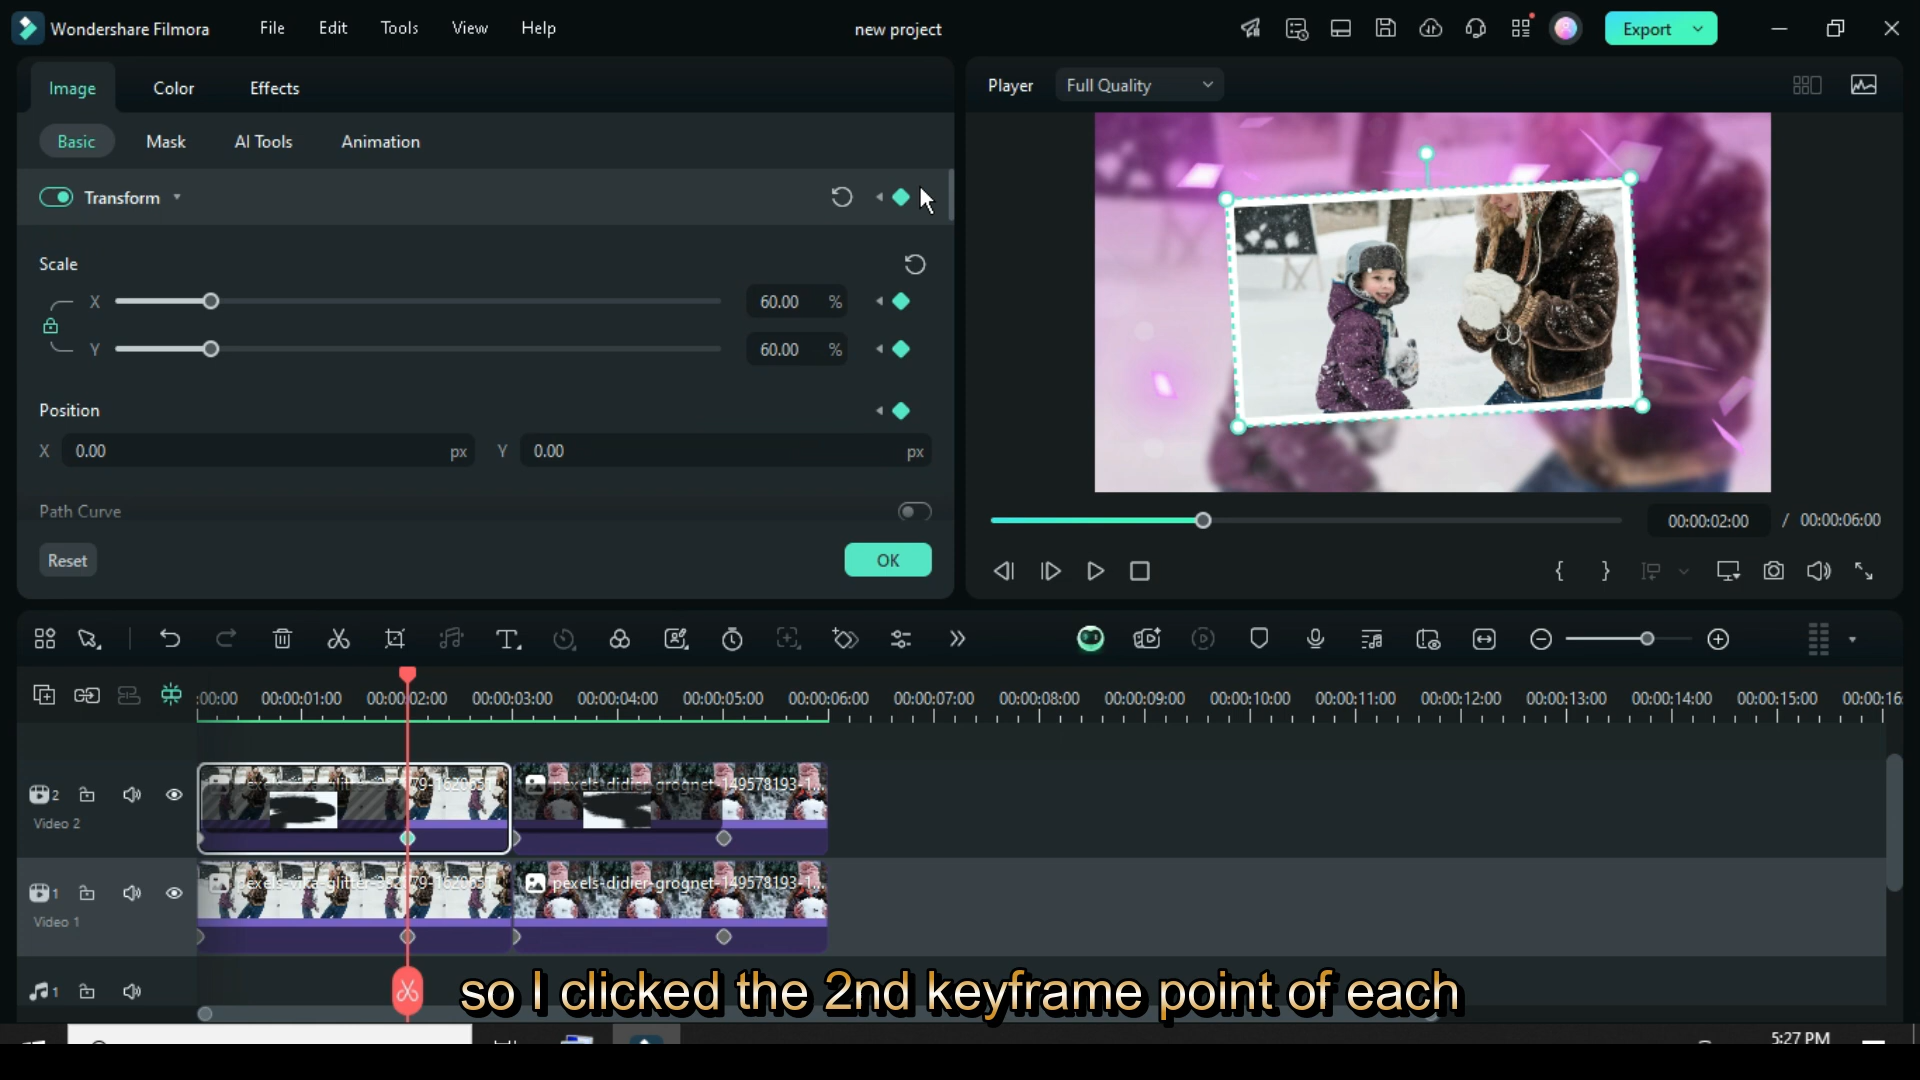 Wondershare Filmora File Edit Tools View Help new project Export
Image Color Effects
Player Full Quality
Basic Mask AI Tools Animation
Transform
Scale
X 60.00 %
Y 60.00 %
Position
X 0.00 px Y 0.00 px
Path Curve
00:00:02:00 / 00:00:06:00
Reset OK
:00:00 00:00:01:00 00:00:02:00 00:00:03:00 00:00:04:00 00:00:05:00 00:00:06:00 00:00:07:00 00:00:08:00 00:00:09:00 00:00:10:00 00:00:11:00 00:00:12:00 00:00:13:00 00:00:14:00 00:00:15:00 00:00:16
pexels-didier-grognet-149578193-1...
2
Video 2
pexels-didier-grognet-149578193-1...
1
Video 1
1
so I clicked the 2nd keyframe point of each
5:27 PM